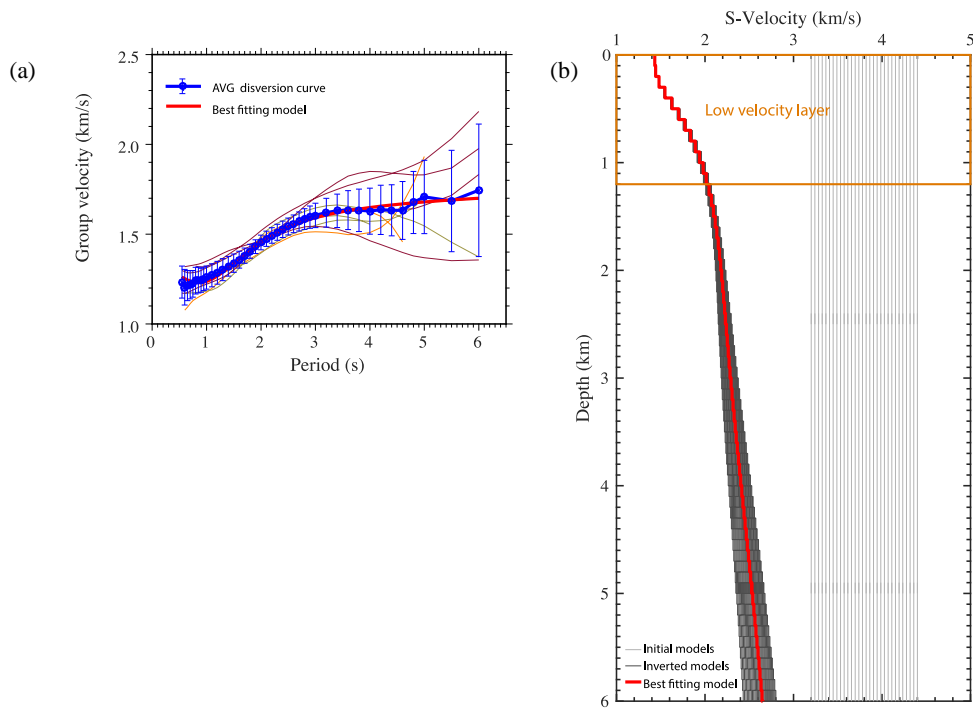 (a)
2.5
2.0
1.5
1.0
Group velocity (km/s)
AVG disversion curve
Best fitting model
0 1 2 3 4 5 6
Period (s)
(b)
S-Velocity (km/s)
1 2 3 4 5
0
1
2
3
4
5
6
Depth (km)
Low velocity layer
Initial models
Inverted models
Best fitting model